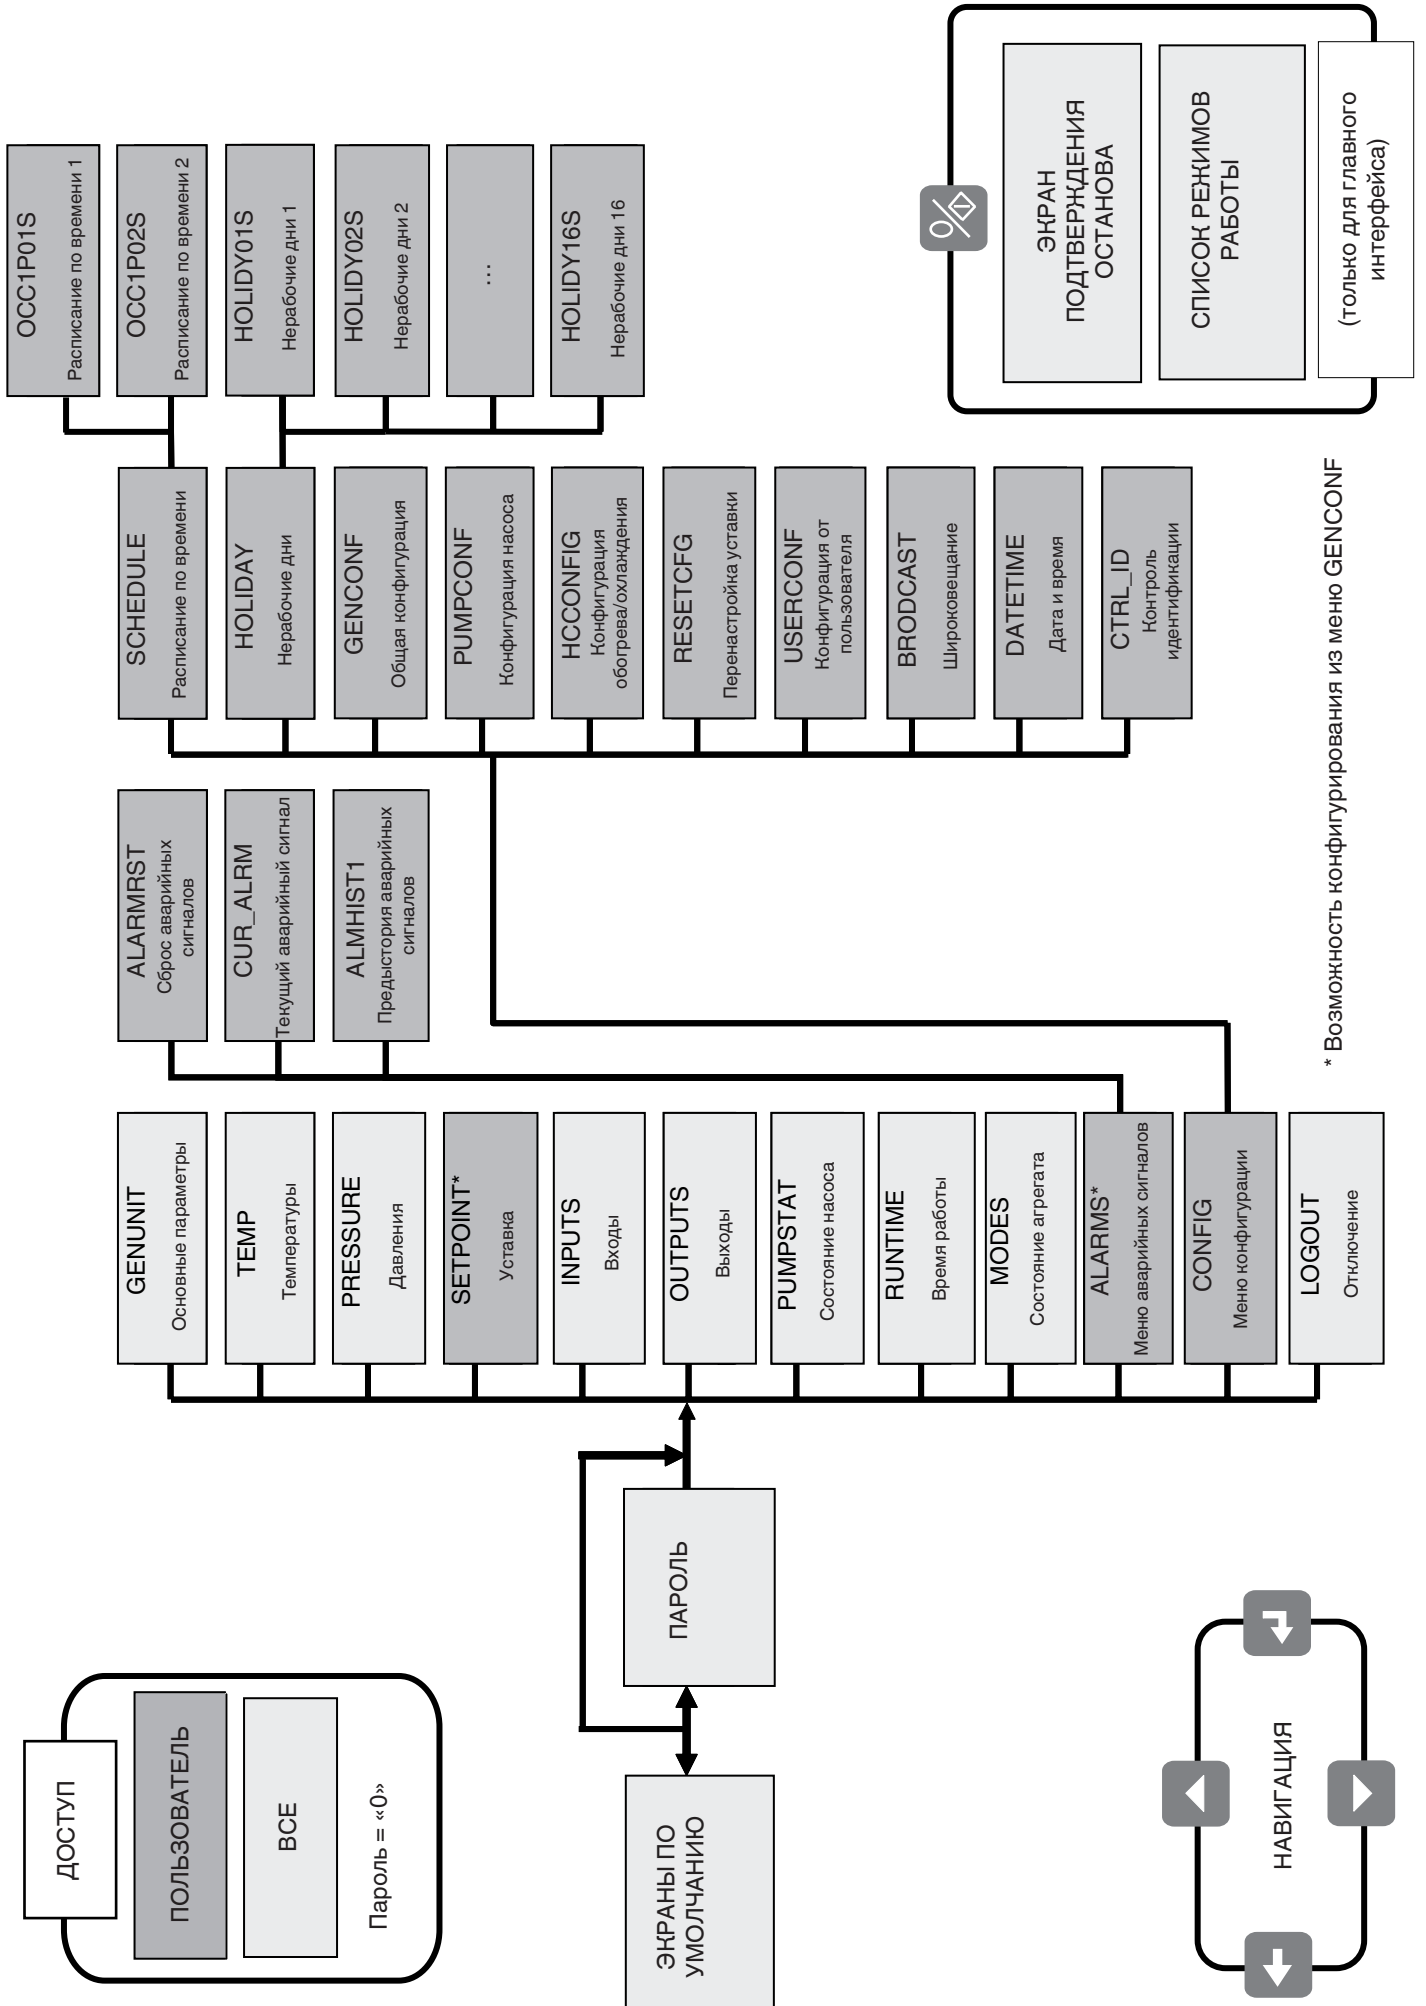 ДОСТУП
ПОЛЬЗОВАТЕЛЬ
ВСЕ
Пароль = «0»
ЭКРАНЫ ПО
УМОЛЧАНИЮ
ПАРОЛЬ
НАВИГАЦИЯ
GENUNIT
Основные параметры
TEMP
Температуры
PRESSURE
Давления
SETPOINT*
Уставка
INPUTS
Входы
OUTPUTS
Выходы
PUMPSTAT
Состояние насоса
RUNTIME
Время работы
MODES
Состояние агрегата
ALARMS*
Меню аварийных сигналов
CONFIG
Меню конфигурации
LOGOUT
Отключение
ALARMRST
Сброс аварийных
сигналов
CUR_ALRM
Текущий аварийный сигнал
ALMHIST1
Предыстория аварийных
сигналов
SCHEDULE
Расписание по времени
HOLIDAY
Нерабочие дни
GENCONF
Общая конфигурация
PUMPCONF
Конфигурация насоса
HCCONFIG
Конфигурация
обогрева/охлаждения
RESETCFG
Перенастройка уставки
USERCONF
Конфигурация от
пользователя
BRODCAST
Широковещание
DATETIME
Дата и время
CTRL_ID
Контроль
идентификации
OCC1P01S
Расписание по времени 1
OCC1P02S
Расписание по времени 2
HOLIDY01S
Нерабочие дни 1
HOLIDY02S
Нерабочие дни 2
...
HOLIDY16S
Нерабочие дни 16
ЭКРАН
ПОДТВЕРЖДЕНИЯ
ОСТАНОВА
СПИСОК РЕЖИМОВ
РАБОТЫ
(только для главного
интерфейса)
* Возможность конфигурирования из меню GENCONF